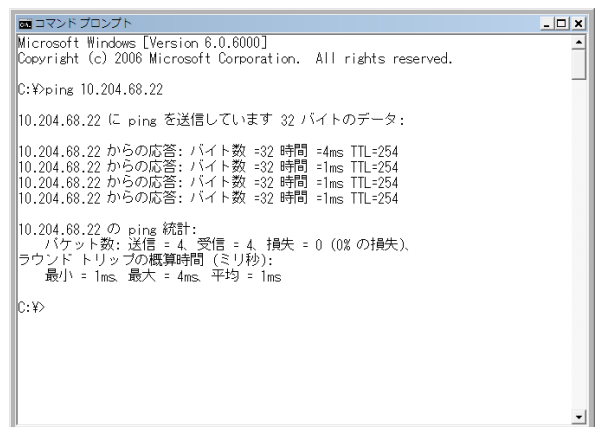 コマンド プロンプト
Microsoft Windows [Version 6.0.6000]
Copyright (c) 2006 Microsoft Corporation.  All rights reserved.
C:¥>ping 10.204.68.22
10.204.68.22 に ping を送信しています 32 バイトのデータ:
10.204.68.22 からの応答: バイト数 =32 時間 =4ms TTL=254
10.204.68.22 からの応答: バイト数 =32 時間 =1ms TTL=254
10.204.68.22 からの応答: バイト数 =32 時間 =1ms TTL=254
10.204.68.22 からの応答: バイト数 =32 時間 =1ms TTL=254
10.204.68.22 の ping 統計:
パケット数: 送信 = 4、受信 = 4、損失 = 0 (0% の損失)、
ラウンド トリップの概算時間 (ミリ秒):
最小 = 1ms、最大 = 4ms、平均 = 1ms
C:¥>